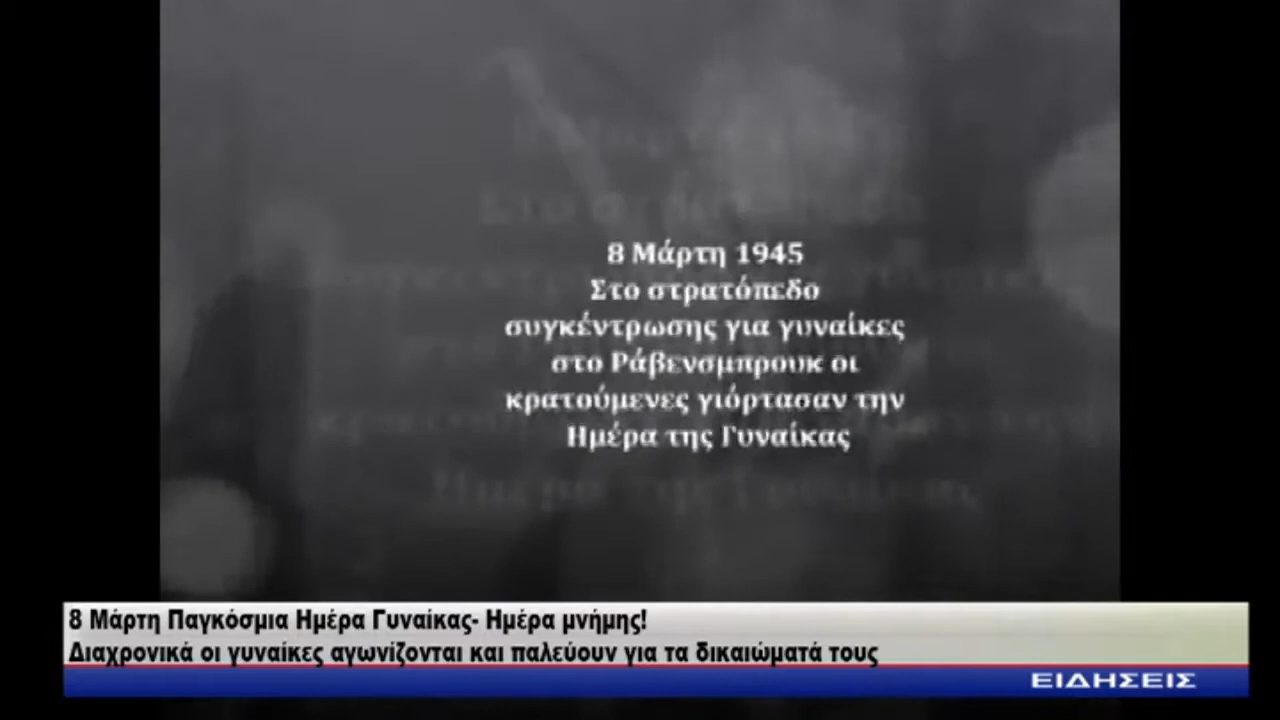 8 Μάρτη 1945
Στο στρατόπεδο
συγκέντρωσης για γυναίκες
στο Ράβενσμπρουκ οι
κρατούμενες γιόρτασαν την
Ημέρα της Γυναίκας
8 Μάρτη Παγκόσμια Ημέρα Γυναίκας- Ημέρα μνήμης!
Διαχρονικά οι γυναίκες αγωνίζονται και παλεύουν για τα δικαιώματά τους
ΕΙΔΗΣΕΙΣ